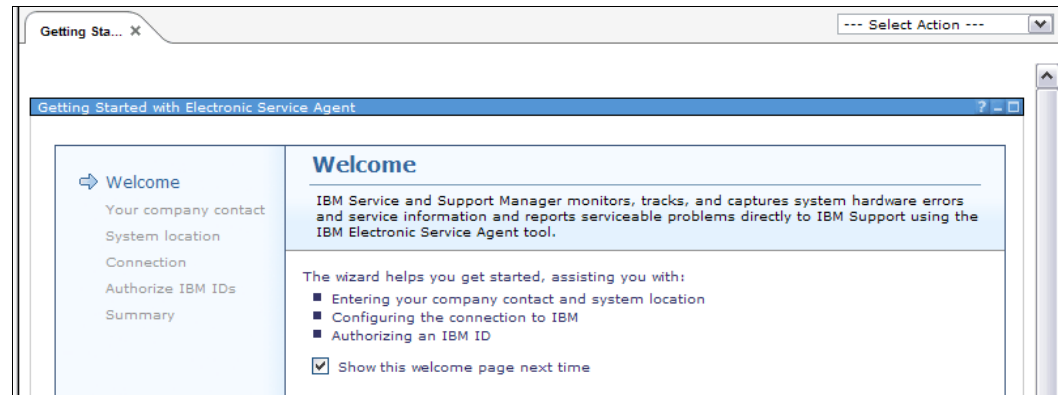 Getting Sta...
--- Select Action ---
Getting Started with Electronic Service Agent
?
Welcome
Your company contact
System location
Connection
Authorize IBM IDs
Summary
Welcome
IBM Service and Support Manager monitors, tracks, and captures system hardware errors
and service information and reports serviceable problems directly to IBM Support using the
IBM Electronic Service Agent tool.
The wizard helps you get started, assisting you with:
Entering your company contact and system location
Configuring the connection to IBM
Authorizing an IBM ID
Show this welcome page next time